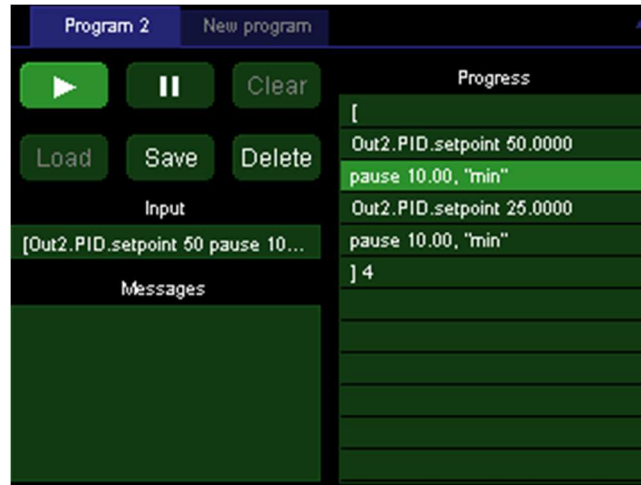 Program 2
New program
Clear
Load
Save
Delete
Input
[Out2.PID.setpoint 50 pause 10...
Messages
Progress
[
Out2.PID.setpoint 50.0000
pause 10.00, "min"
Out2.PID.setpoint 25.0000
pause 10.00, "min"
] 4